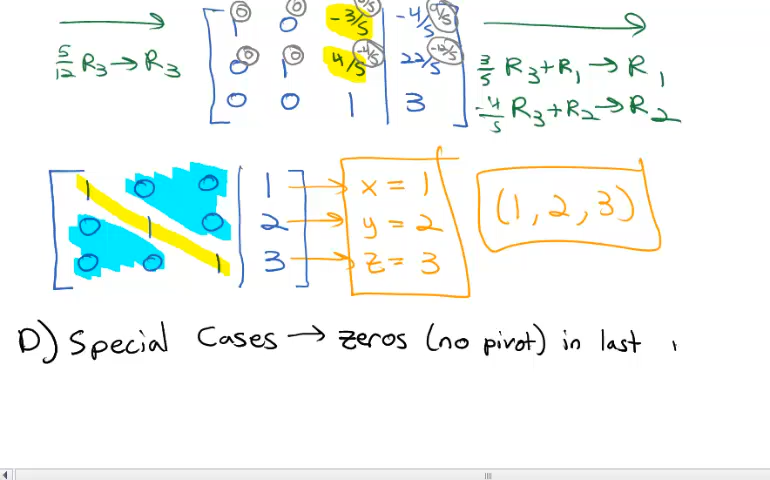 5/12 R3 → R3
1 0 -3/5 -4/5
0 1 4/5 22/5
0 0 1 3
3/5 R3 + R1 → R1
-4/5 R3 + R2 → R2
1 0 0 1 x = 1
0 1 0 2 y = 2
0 0 1 3 z = 3
(1, 2, 3)
D) Special Cases → zeros (no pivot) in last